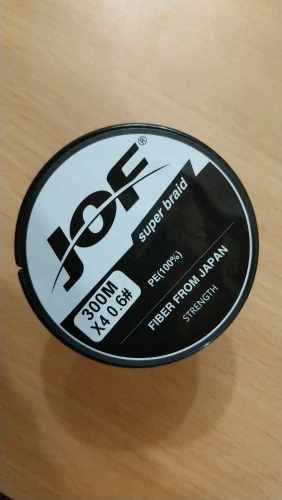 JOF®
super braid
PE(100%)
300M
X4 0.6#
FIBER FROM JAPAN
STRENGTH